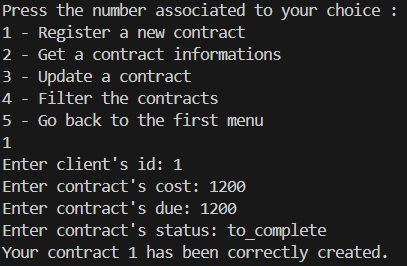 Press the number associated to your choice :
1 - Register a new contract
2 - Get a contract informations
3 - Update a contract
4 - Filter the contracts
5 - Go back to the first menu
1
Enter client's id: 1
Enter contract's cost: 1200
Enter contract's due: 1200
Enter contract's status: to_complete
Your contract 1 has been correctly created.